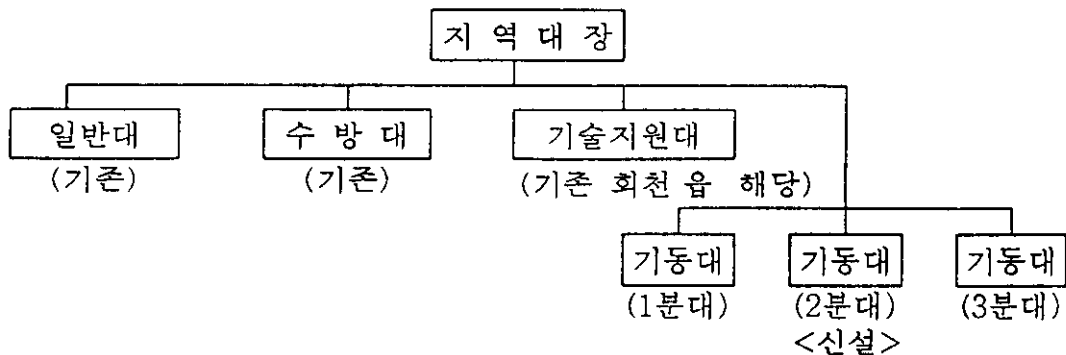 지 역 대 장
일반대 수 방 대 기술지원대
(기존) (기존) (기존 회천 읍 해당)
기동대 기동대 기동대
(1분대) (2분대) (3분대)
<신설>